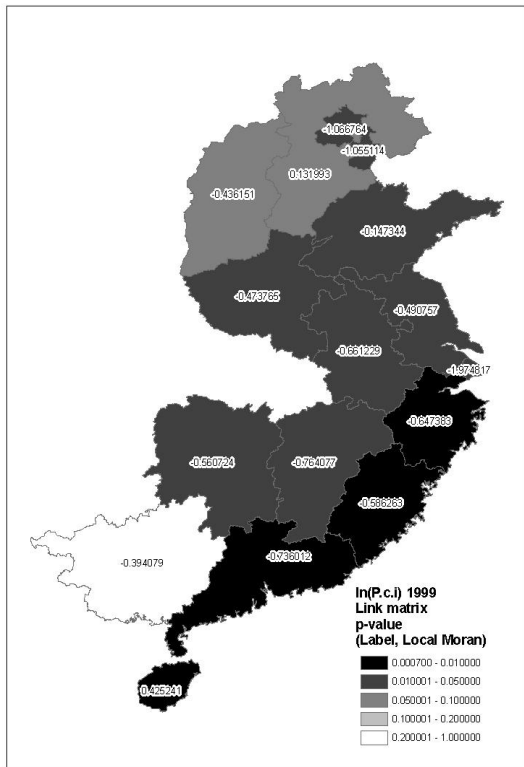 -1.066764
-1.055114
0.131993
-0.436151
-0.147344
-0.473765
-0.490757
-0.661229
-1.974817
-0.647383
-0.560724
-0.764077
-0.586263
-0.736012
-0.394079
0.425241
ln(P.c.i) 1999
Link matrix
p-value
(Label, Local Moran)
0.000700 - 0.010000
0.010001 - 0.050000
0.050001 - 0.100000
0.100001 - 0.200000
0.200001 - 1.000000